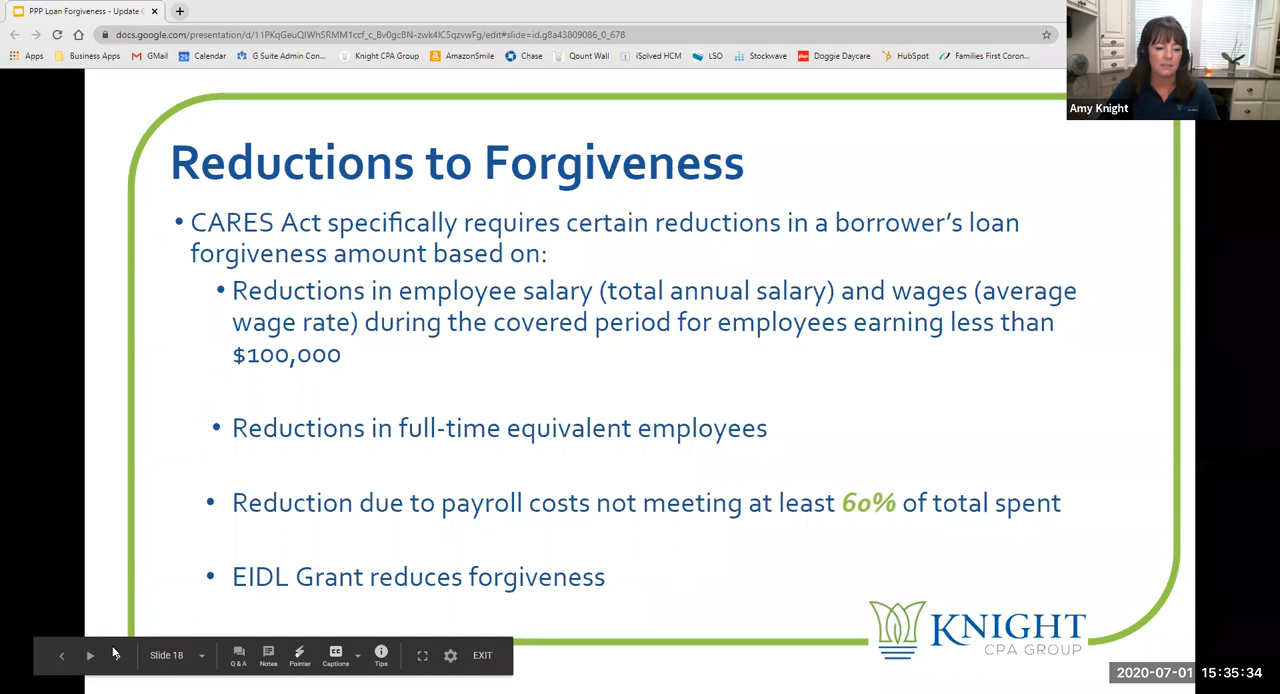 PPP Loan Forgiveness - Update
docs.google.com/presentation/d/11PKqGeuQIWhSRMM1ccf_c_Bv0gcBN-zwk4IC5qzvwFg/edit#slide=id.g8a43809086_0_678
Apps Business Apps GMail Calendar G Suite Admin Con... Knight CPA Group AmazonSmile Chase Qount Wall iSolved HCM LSO Stockwave Doggie Daycare HubSpot Families First Coron...
Amy Knight
Reductions to Forgiveness
• CARES Act specifically requires certain reductions in a borrower's loan
forgiveness amount based on:
• Reductions in employee salary (total annual salary) and wages (average
wage rate) during the covered period for employees earning less than
$100,000
• Reductions in full-time equivalent employees
• Reduction due to payroll costs not meeting at least 60% of total spent
• EIDL Grant reduces forgiveness
KNIGHT
CPA GROUP
Slide 18 Q & A Notes Pointer Captions Tips EXIT
2020-07-01 15:35:34